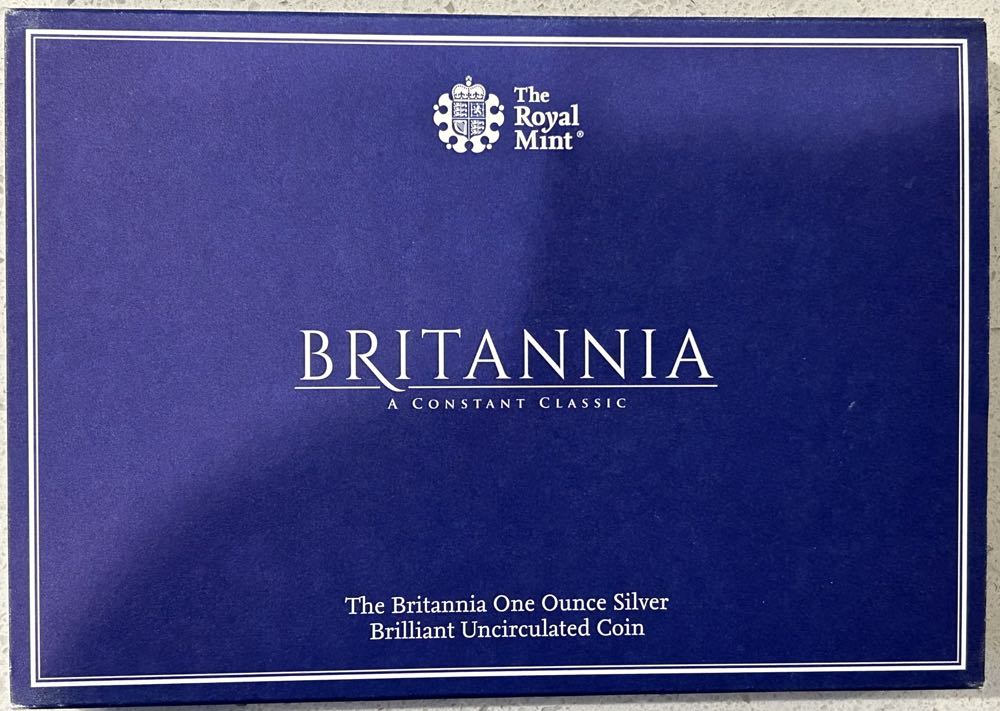 The
Royal
Mint®
BRITANNIA
A CONSTANT CLASSIC
The Britannia One Ounce Silver
Brilliant Uncirculated Coin